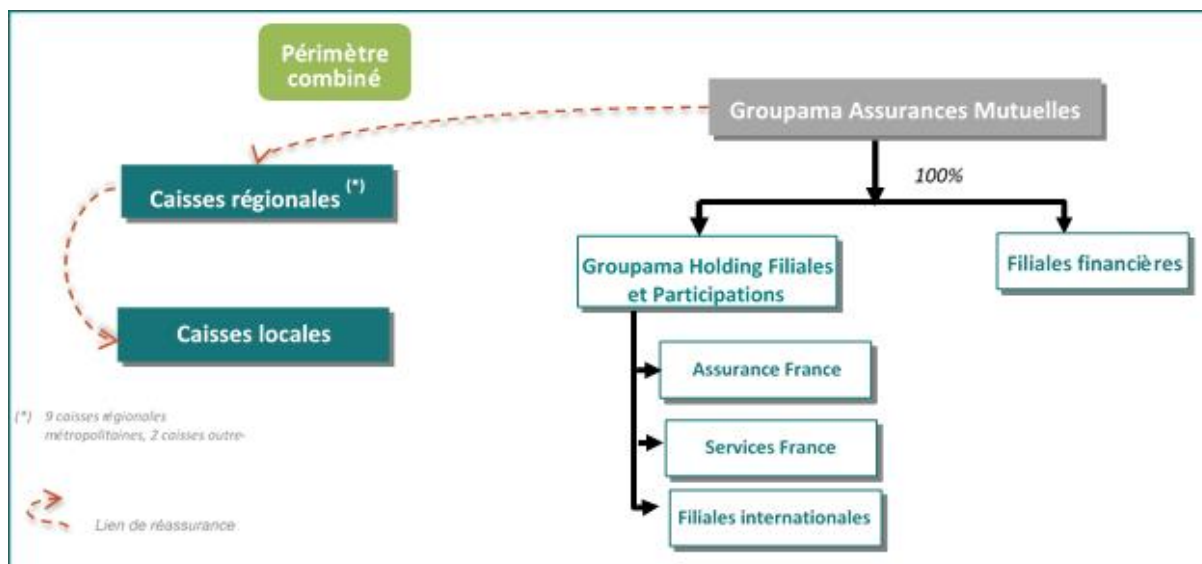 Périmètre
combiné
Groupama Assurances Mutuelles
100%
Caisses régionales (*)
Groupama Holding Filiales
et Participations
Filiales financières
Caisses locales
Assurance France
(*) 9 caisses régionales
métropolitaines, 2 caisses outre-
Services France
Filiales internationales
Lien de réassurance